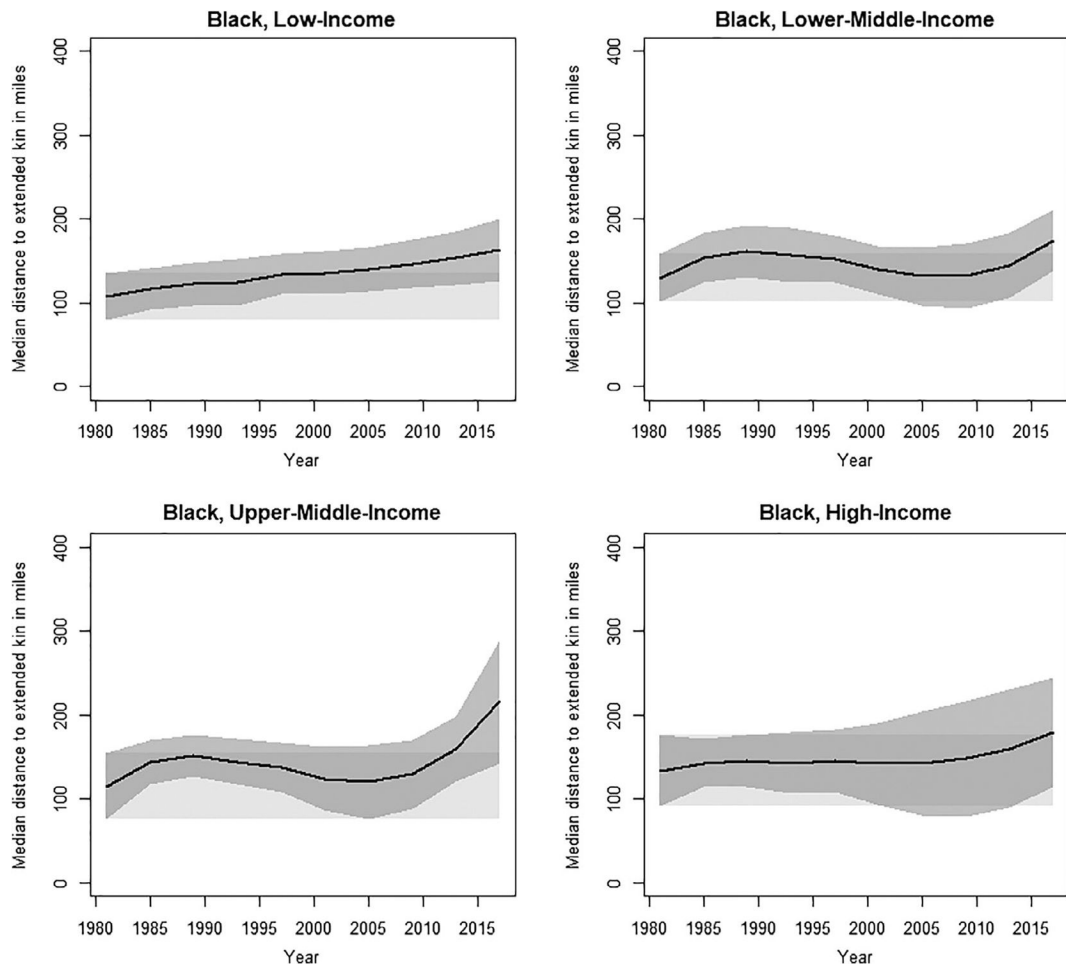 Black, Low-Income
Median distance to extended kin in miles
400
300
200
100
0
1980 1985 1990 1995 2000 2005 2010 2015
Year
Black, Lower-Middle-Income
Median distance to extended kin in miles
400
300
200
100
0
1980 1985 1990 1995 2000 2005 2010 2015
Year
Black, Upper-Middle-Income
Median distance to extended kin in miles
400
300
200
100
0
1980 1985 1990 1995 2000 2005 2010 2015
Year
Black, High-Income
Median distance to extended kin in miles
400
300
200
100
0
1980 1985 1990 1995 2000 2005 2010 2015
Year